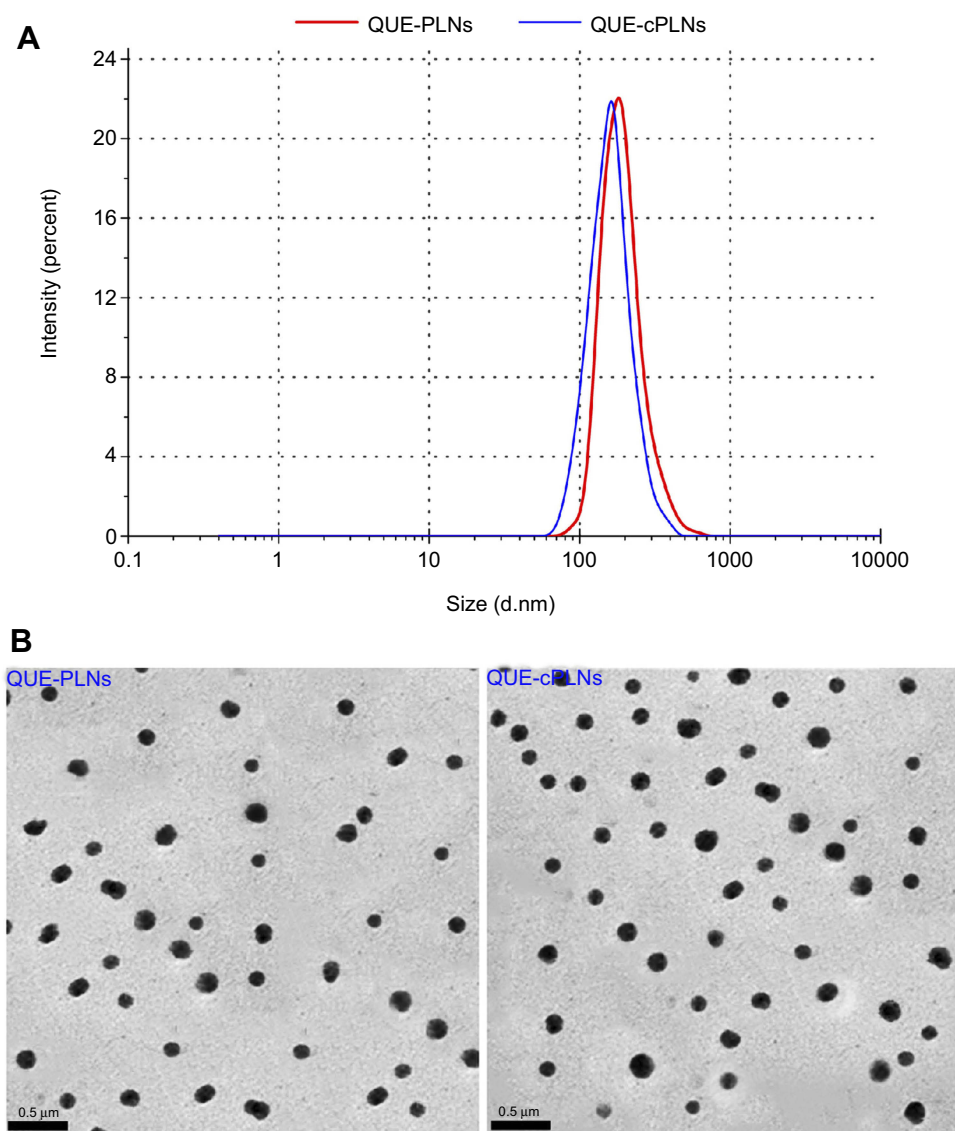 A
QUE-PLNs QUE-cPLNs
24
20
16
12
8
4
0
Intensity (percent)
0.1 1 10 100 1000 10000
Size (d.nm)
B
QUE-PLNs QUE-cPLNs
0.5 μm 0.5 μm